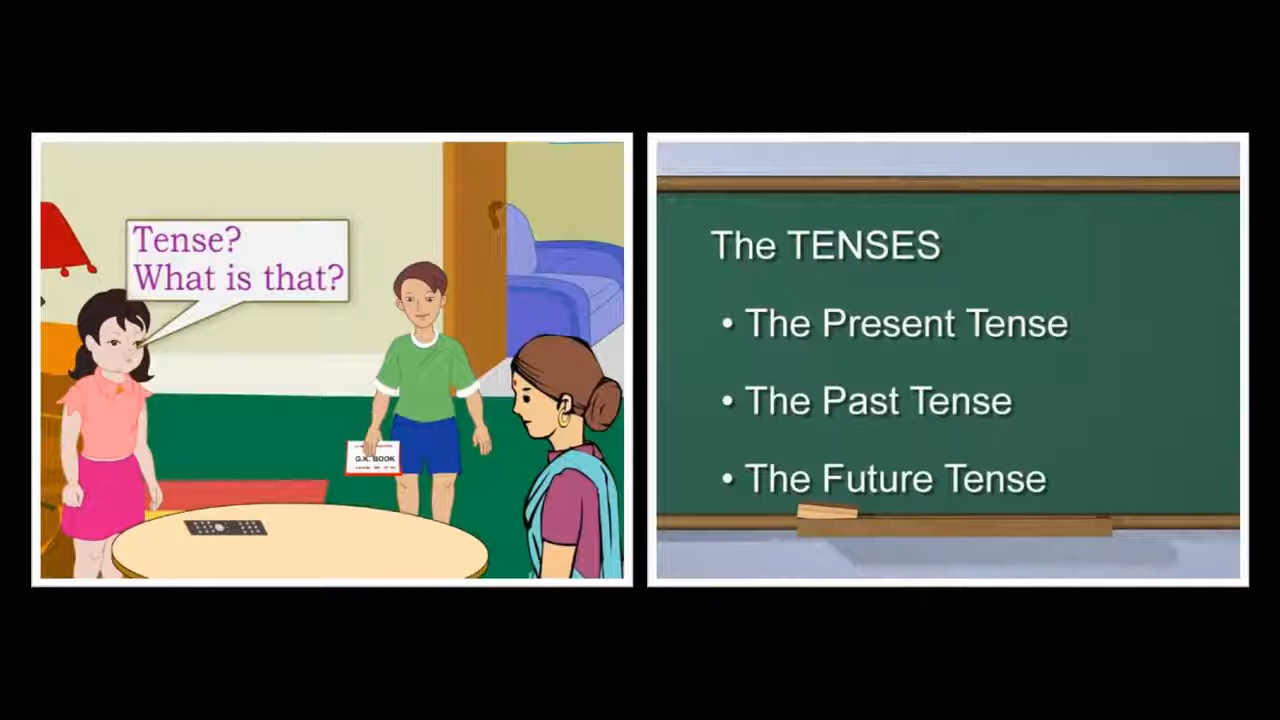 Tense?
What is that?
G.K. BOOK
The TENSES
• The Present Tense
• The Past Tense
• The Future Tense